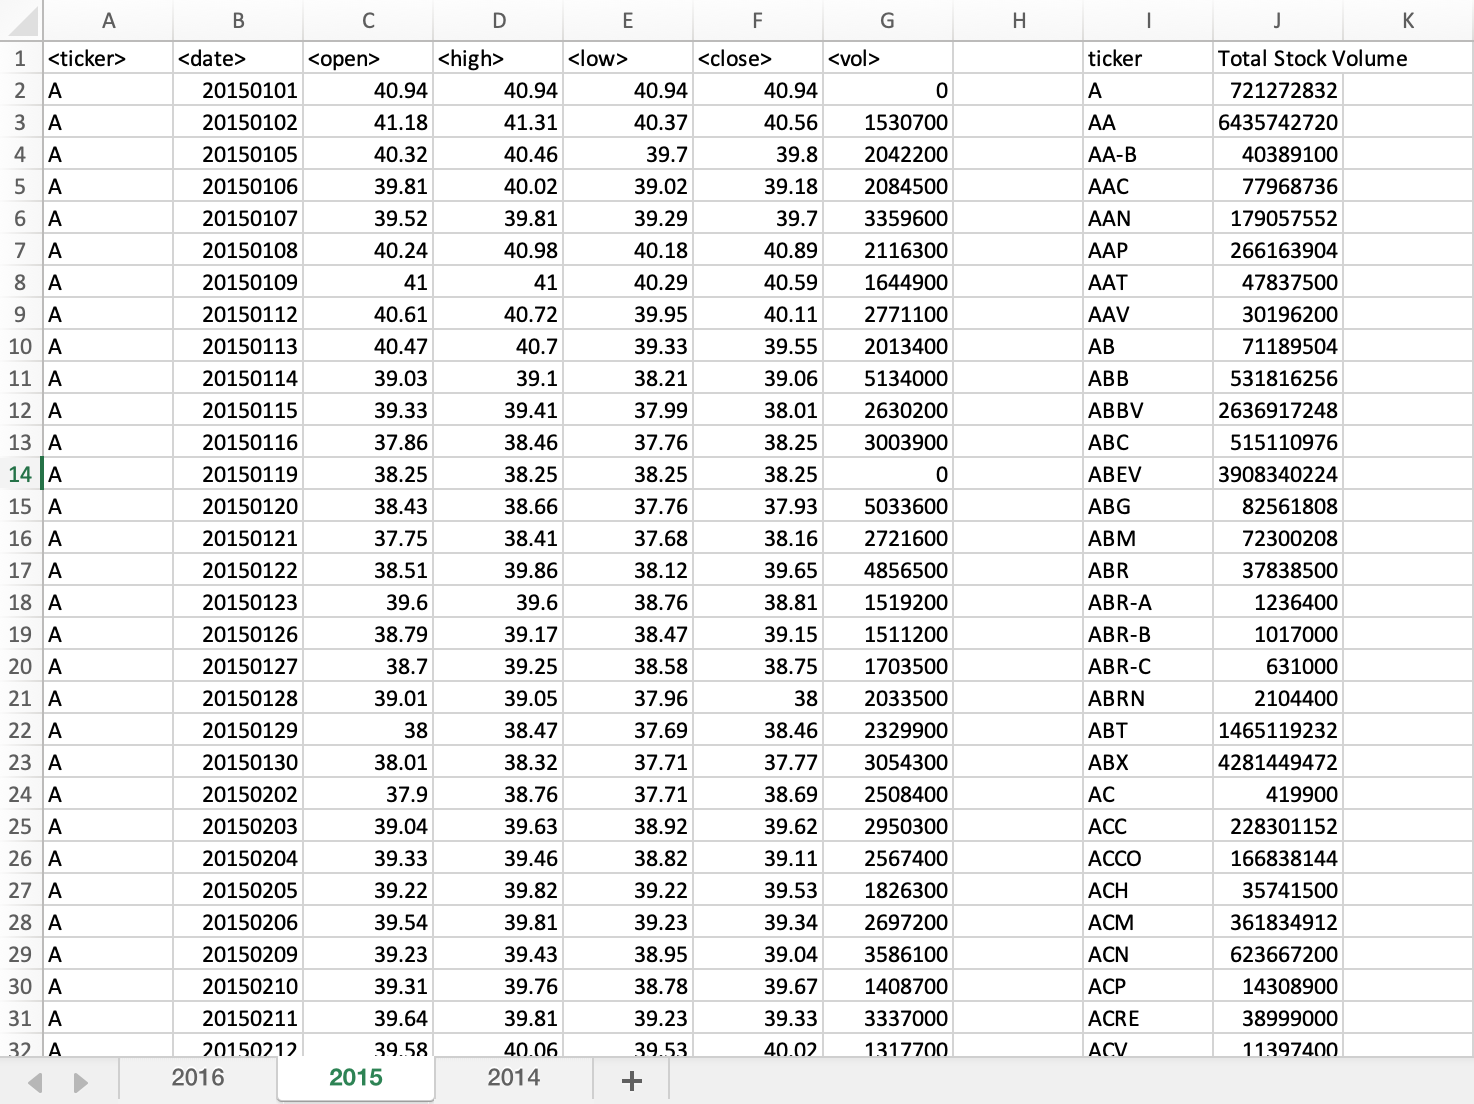 A B C D E F G H I J K
1 <ticker> <date> <open> <high> <low> <close> <vol> ticker Total Stock Volume
2 A 20150101 40.94 40.94 40.94 40.94 0 A 721272832
3 A 20150102 41.18 41.31 40.37 40.56 1530700 AA 6435742720
4 A 20150105 40.32 40.46 39.7 39.8 2042200 AA-B 40389100
5 A 20150106 39.81 40.02 39.02 39.18 2084500 AAC 77968736
6 A 20150107 39.52 39.81 39.29 39.7 3359600 AAN 179057552
7 A 20150108 40.24 40.98 40.18 40.89 2116300 AAP 266163904
8 A 20150109 41 41 40.29 40.59 1644900 AAT 47837500
9 A 20150112 40.61 40.72 39.95 40.11 2771100 AAV 30196200
10 A 20150113 40.47 40.7 39.33 39.55 2013400 AB 71189504
11 A 20150114 39.03 39.1 38.21 39.06 5134000 ABB 531816256
12 A 20150115 39.33 39.41 37.99 38.01 2630200 ABBV 2636917248
13 A 20150116 37.86 38.46 37.76 38.25 3003900 ABC 515110976
14 A 20150119 38.25 38.25 38.25 38.25 0 ABEV 3908340224
15 A 20150120 38.43 38.66 37.76 37.93 5033600 ABG 82561808
16 A 20150121 37.75 38.41 37.68 38.16 2721600 ABM 72300208
17 A 20150122 38.51 39.86 38.12 39.65 4856500 ABR 37838500
18 A 20150123 39.6 39.6 38.76 38.81 1519200 ABR-A 1236400
19 A 20150126 38.79 39.17 38.47 39.15 1511200 ABR-B 1017000
20 A 20150127 38.7 39.25 38.58 38.75 1703500 ABR-C 631000
21 A 20150128 39.01 39.05 37.96 38 2033500 ABRN 2104400
22 A 20150129 38 38.47 37.69 38.46 2329900 ABT 1465119232
23 A 20150130 38.01 38.32 37.71 37.77 3054300 ABX 4281449472
24 A 20150202 37.9 38.76 37.71 38.69 2508400 AC 419900
25 A 20150203 39.04 39.63 38.92 39.62 2950300 ACC 228301152
26 A 20150204 39.33 39.46 38.82 39.11 2567400 ACCO 166838144
27 A 20150205 39.22 39.82 39.22 39.53 1826300 ACH 35741500
28 A 20150206 39.54 39.81 39.23 39.34 2697200 ACM 361834912
29 A 20150209 39.23 39.43 38.95 39.04 3586100 ACN 623667200
30 A 20150210 39.31 39.76 38.78 39.67 1408700 ACP 14308900
31 A 20150211 39.64 39.81 39.23 39.33 3337000 ACRE 38999000
32 A 20150212 39.58 40.06 39.53 40.02 1317700 ACV 11397400
2016 2015 2014